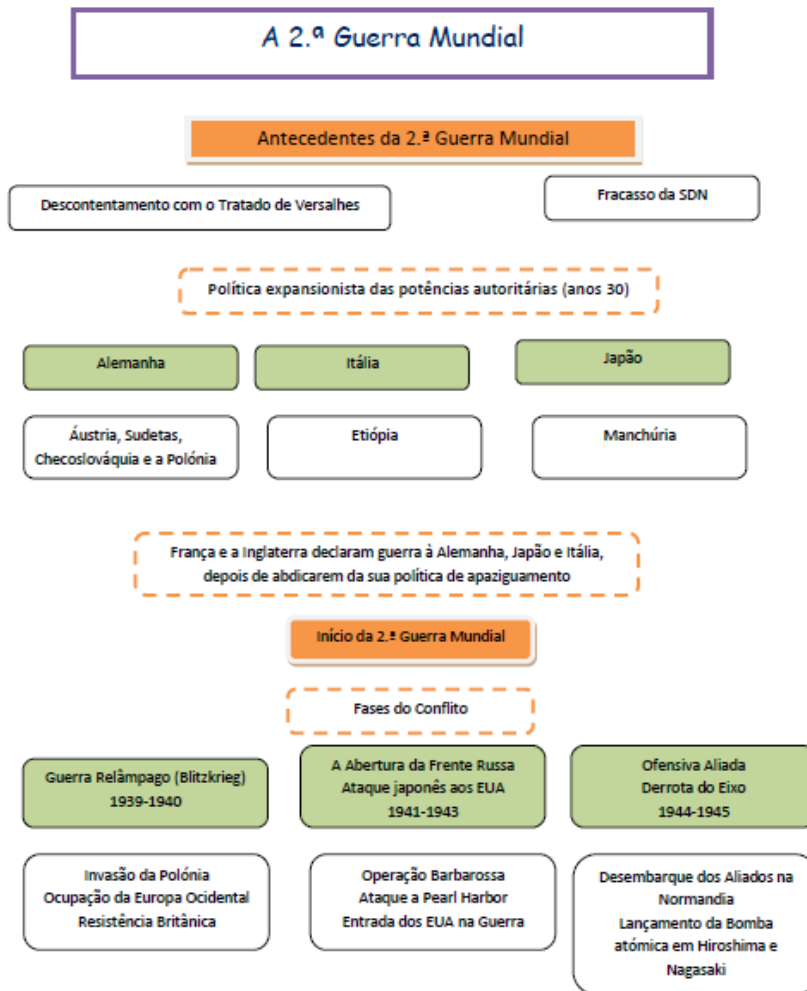 A 2.ª Guerra Mundial
Antecedentes da 2.ª Guerra Mundial
Descontentamento com o Tratado de Versalhes
Fracasso da SDN
Política expansionista das potências autoritárias (anos 30)
Alemanha
Itália
Japão
Áustria, Sudetas,
Checoslováquia e a Polónia
Etiópia
Manchúria
França e a Inglaterra declaram guerra à Alemanha, Japão e Itália,
depois de abdicarem da sua política de apaziguamento
Início da 2.ª Guerra Mundial
Fases do Conflito
Guerra Relâmpago (Blitzkrieg)
1939-1940
A Abertura da Frente Russa
Ataque japonês aos EUA
1941-1943
Ofensiva Aliada
Derrota do Eixo
1944-1945
Invasão da Polónia
Ocupação da Europa Ocidental
Resistência Britânica
Operação Barbarossa
Ataque a Pearl Harbor
Entrada dos EUA na Guerra
Desembarque dos Aliados na
Normandia
Lançamento da Bomba
atómica em Hiroshima e
Nagasaki